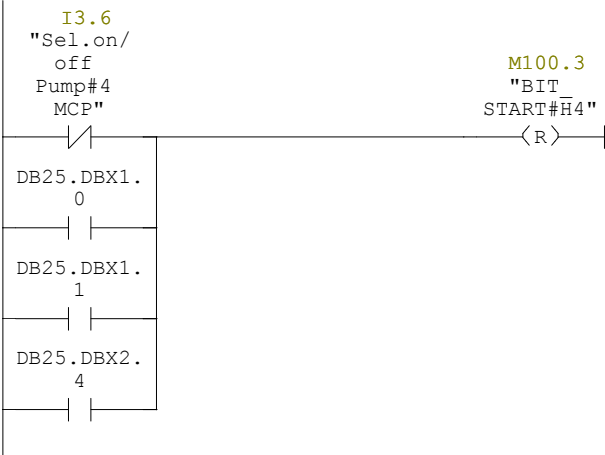 I3.6
"Sel.on/
off
Pump#4
MCP"
M100.3
"BIT_
START#H4"
R
DB25.DBX1.
0
DB25.DBX1.
1
DB25.DBX2.
4